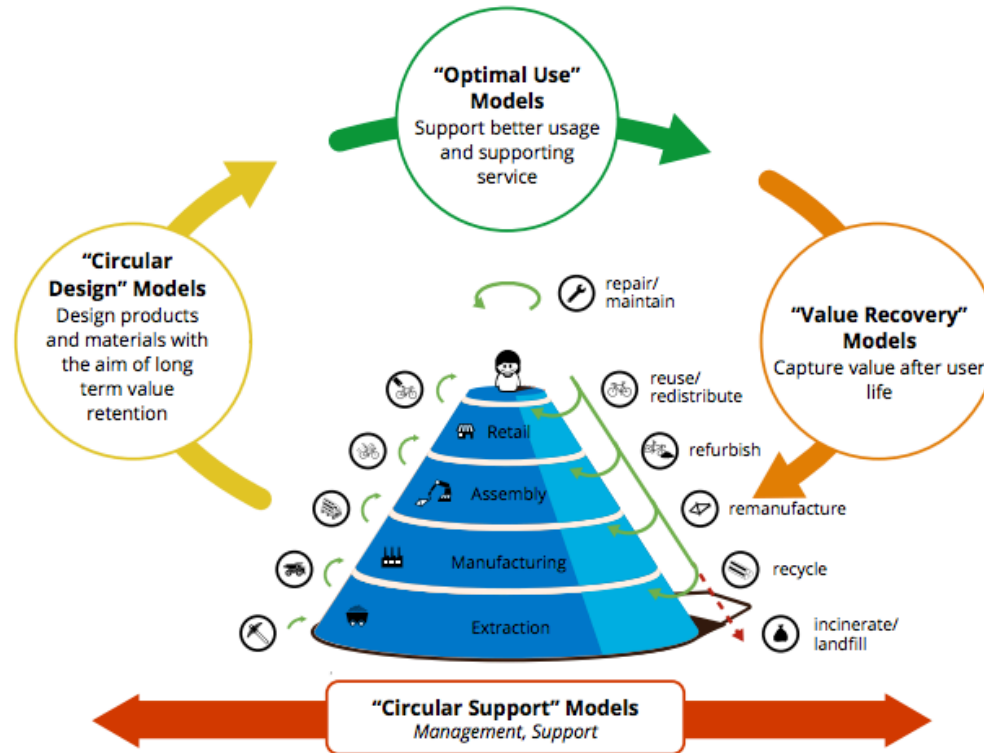 “Optimal Use”
Models
Support better usage
and supporting
service
“Circular
Design” Models
Design products
and materials with
the aim of long
term value
retention
“Value Recovery”
Models
Capture value after user
life
repair/
maintain
reuse/
redistribute
refurbish
remanufacture
recycle
incinerate/
landfill
Retail
Assembly
Manufacturing
Extraction
“Circular Support” Models
Management, Support